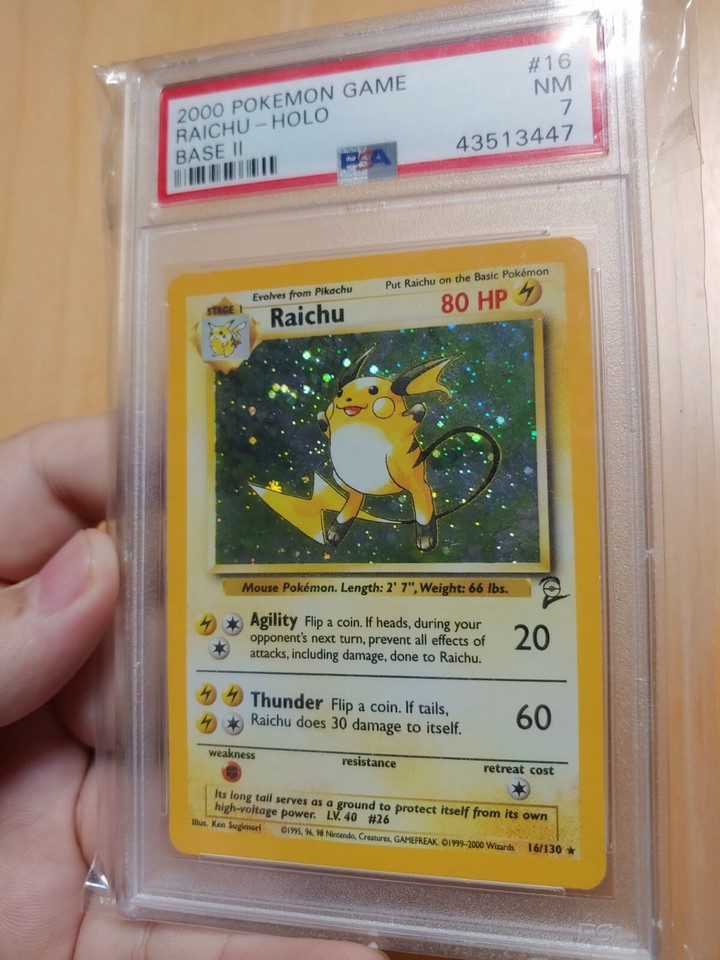 2000 POKEMON GAME #16
RAICHU - HOLO NM
BASE II 7
43513447
PSA
Evolves from Pikachu Put Raichu on the Basic Pokémon
STAGE 1 Raichu 80 HP
Mouse Pokémon. Length: 2' 7", Weight: 66 lbs.
Agility Flip a coin. If heads, during your
opponent's next turn, prevent all effects of
attacks, including damage, done to Raichu.
20
Thunder Flip a coin. If tails,
Raichu does 30 damage to itself.
60
weakness resistance retreat cost
Its long tail serves as a ground to protect itself from its own
high-voltage power. LV. 40 #26
Illus. Ken Sugimori ©1995, 96, 98 Nintendo, Creatures, GAMEFREAK. ©1999-2000 Wizards. 16/130 ★